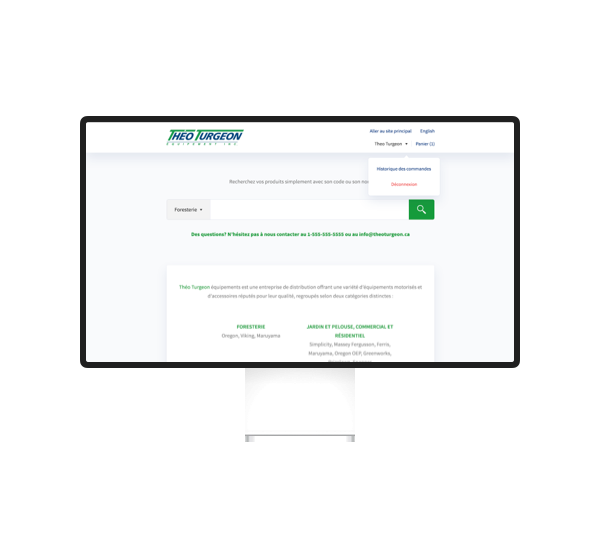 THÉO TURGEON
EQUIPEMENT INC.
Aller au site principal English
Theo Turgeon Panier (1)
Historique des commandes
Déconnexion
Recherchez vos produits simplement avec son code ou son
Foresterie
Des questions? N'hésitez pas à nous contacter au 1-555-555-5555 ou au info@theoturgeon.ca
Théo Turgeon équipements est une entreprise de distribution offrant une variété d'équipements motorisés et
d'accessoires réputés pour leur qualité, regroupés selon deux catégories distinctes :
FORESTERIE
Oregon, Viking, Maruyama
JARDIN ET PELOUSE, COMMERCIAL ET
RÉSIDENTIEL
Simplicity, Massey Fergusson, Ferris,
Maruyama, Oregon OEP, Greenworks,